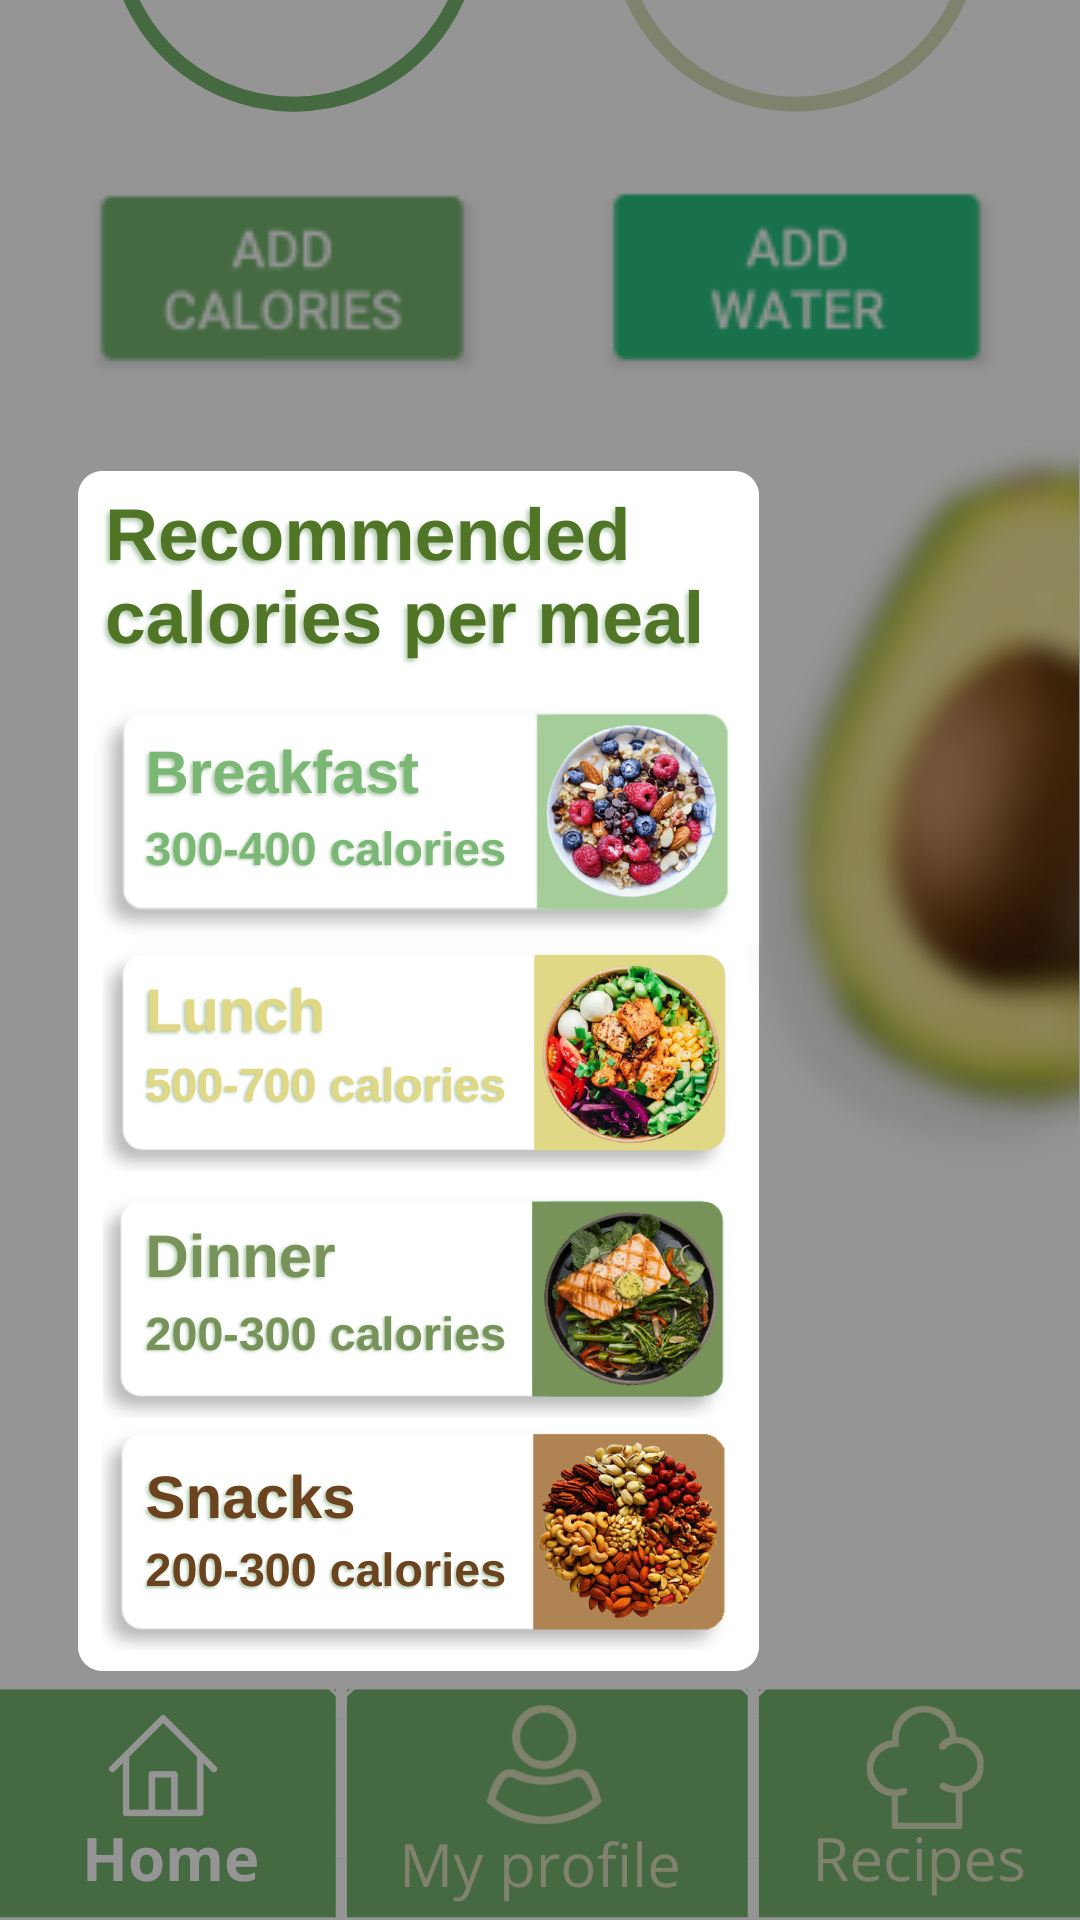 ADD
CALORIES
ADD
WATER
Recommended
calories per meal
Breakfast
300-400 calories
Lunch
500-700 calories
Dinner
200-300 calories
Snacks
200-300 calories
Home
My profile
Recipes